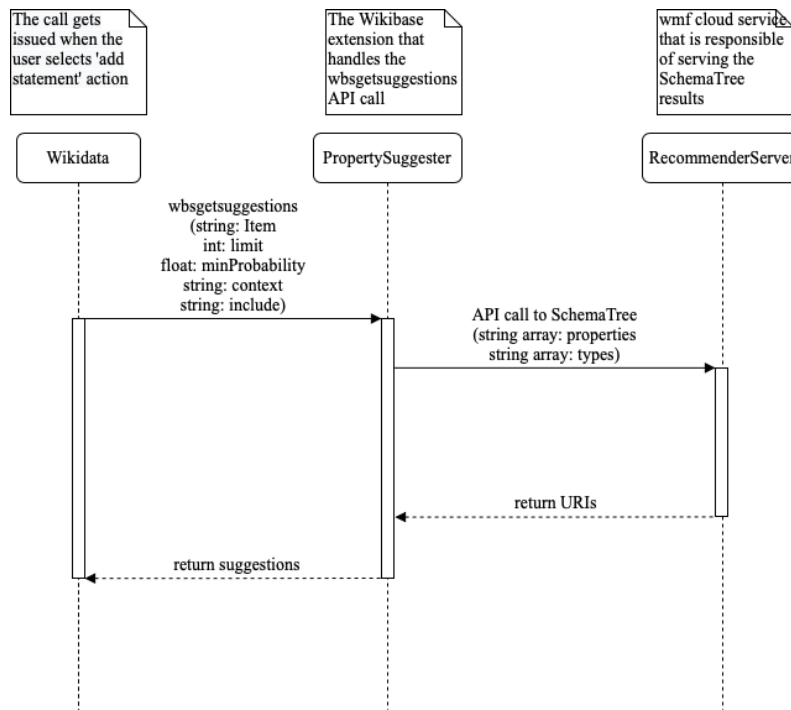 The call gets
issued when the
user selects 'add
statement' action
The Wikibase
extension that
handles the
wbsgetsuggestions
API call
wmf cloud service
that is responsible
of serving the
SchemaTree
results
Wikidata
PropertySuggester
RecommenderServer
wbsgetsuggestions
(string: Item
int: limit
float: minProbability
string: context
string: include)
API call to SchemaTree
(string array: properties
string array: types)
return URIs
return suggestions